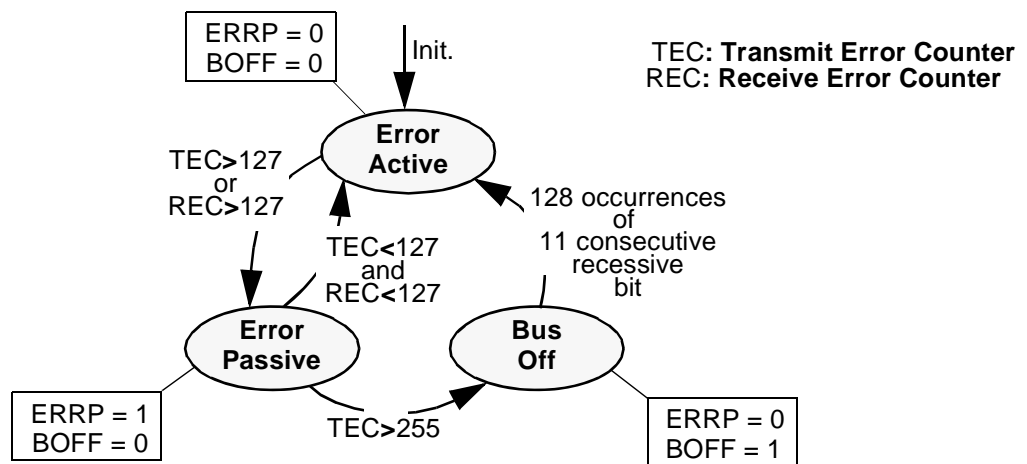 ERRP = 0
BOFF = 0
Init.
TEC: Transmit Error Counter
REC: Receive Error Counter
Error
Active
TEC>127
or
REC>127
TEC<127
and
REC<127
128 occurrences
of
11 consecutive
recessive
bit
Error
Passive
Bus
Off
ERRP = 1
BOFF = 0
TEC>255
ERRP = 0
BOFF = 1